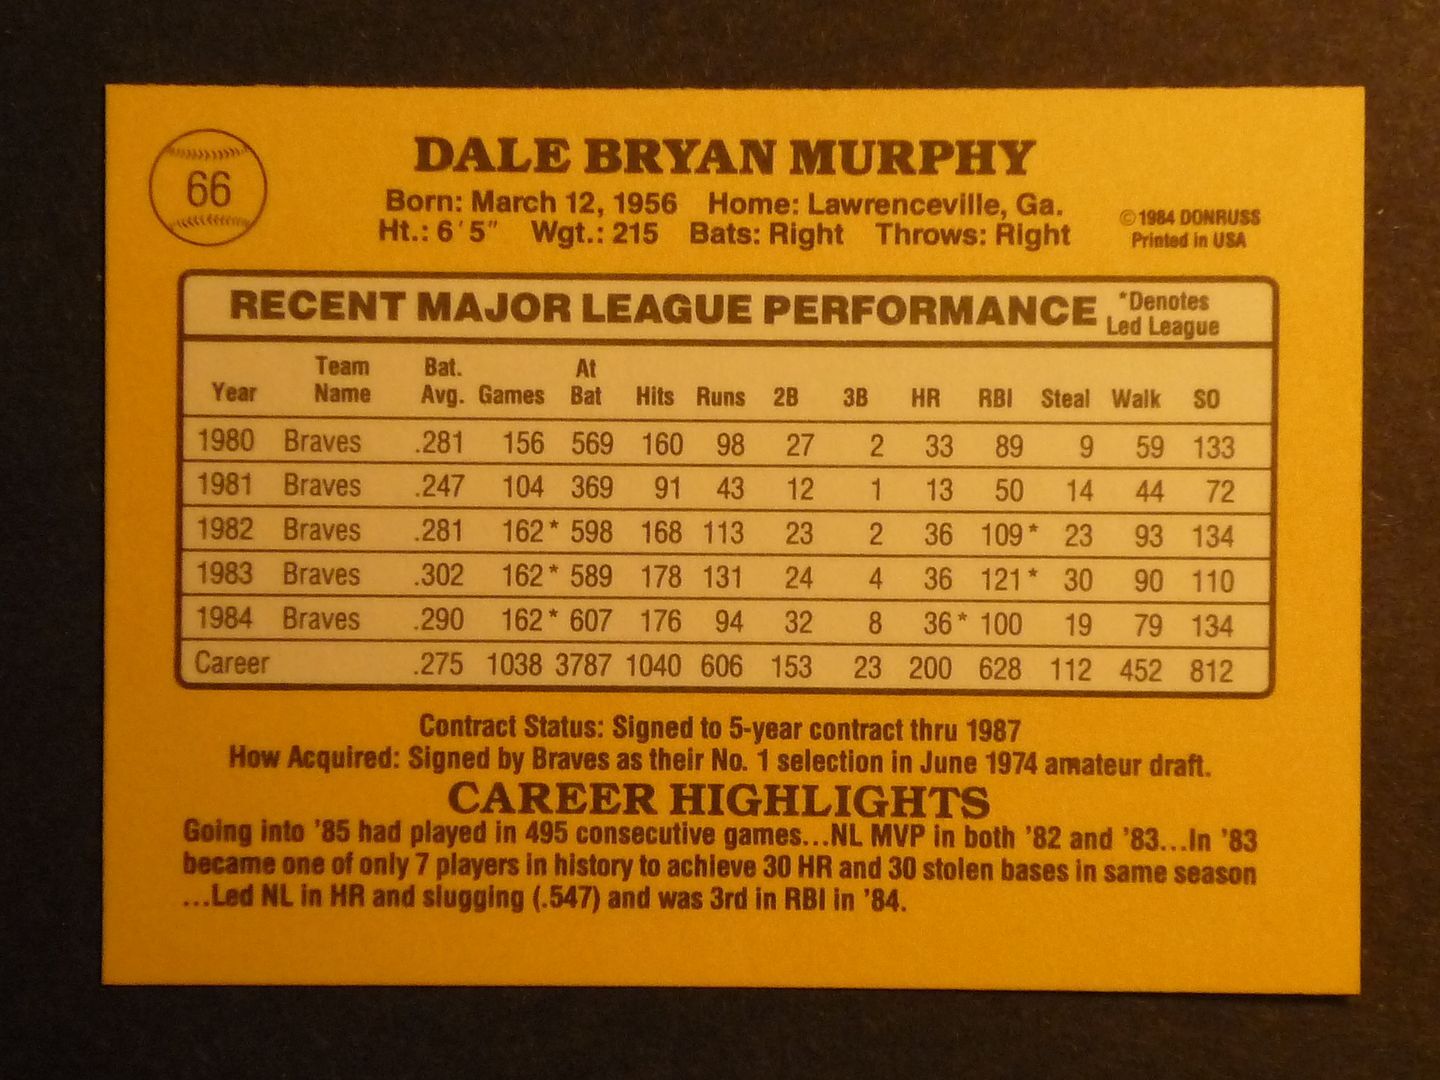 66
DALE BRYAN MURPHY
Born: March 12, 1956 Home: Lawrenceville, Ga.
Ht.: 6'5" Wgt.: 215 Bats: Right Throws: Right
©1984 DONRUSS
Printed in USA
RECENT MAJOR LEAGUE PERFORMANCE *Denotes
Led League
Team Bat. At
Year Name Avg. Games Bat Hits Runs 2B 3B HR RBI Steal Walk SO
1980 Braves .281 156 569 160 98 27 2 33 89 9 59 133
1981 Braves .247 104 369 91 43 12 1 13 50 14 44 72
1982 Braves .281 162* 598 168 113 23 2 36 109* 23 93 134
1983 Braves .302 162* 589 178 131 24 4 36 121* 30 90 110
1984 Braves .290 162* 607 176 94 32 8 36* 100 19 79 134
Career .275 1038 3787 1040 606 153 23 200 628 112 452 812
Contract Status: Signed to 5-year contract thru 1987
How Acquired: Signed by Braves as their No. 1 selection in June 1974 amateur draft.
CAREER HIGHLIGHTS
Going into '85 had played in 495 consecutive games...NL MVP in both '82 and '83...In '83
became one of only 7 players in history to achieve 30 HR and 30 stolen bases in same season
...Led NL in HR and slugging (.547) and was 3rd in RBI in '84.